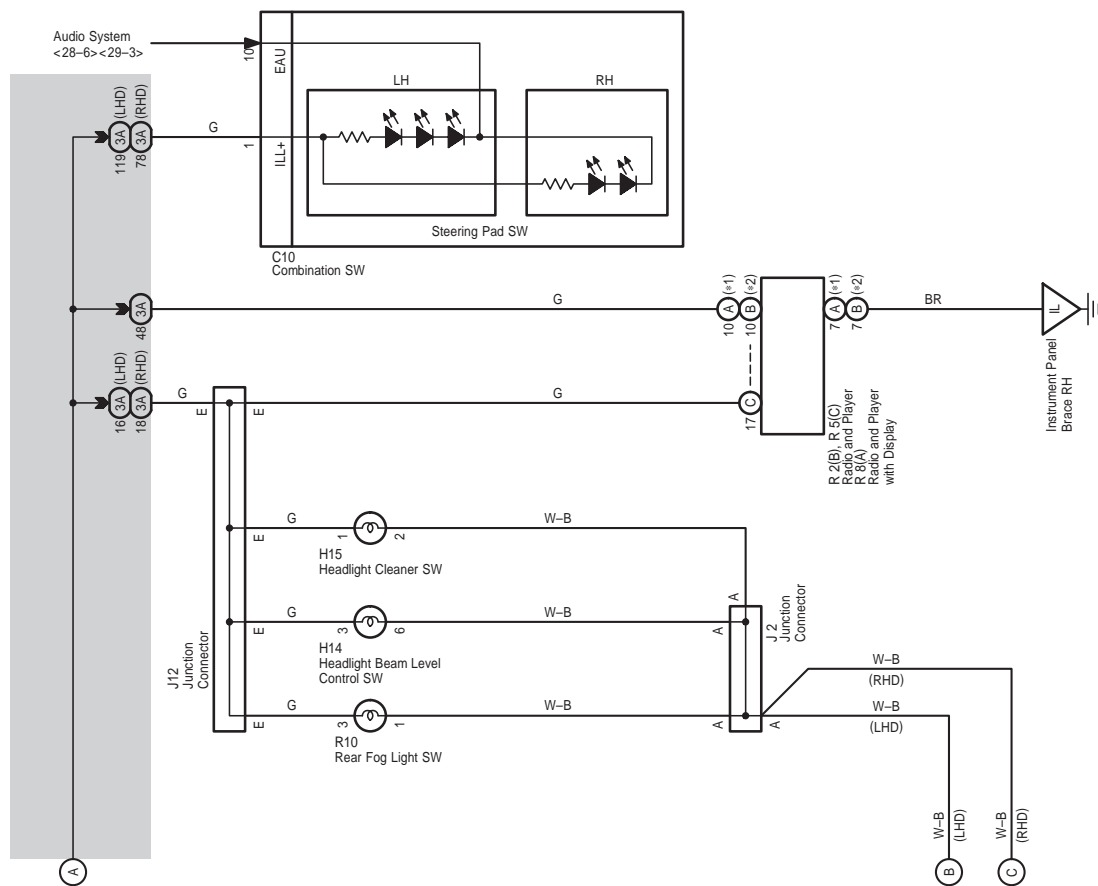 Audio System
<28–6><29–3>
10
EAU
LH
RH
119 3A (LHD)
78 3A (RHD)
G
1
ILL+
Steering Pad SW
C10
Combination SW
48 3A
G
10 A (*1)
10 B (*2)
7 A (*1)
7 B (*2)
BR
IL
Instrument Panel
Brace RH
16 3A (LHD)
18 3A (RHD)
G
E
E
G
17 C
R 2(B), R 5(C)
Radio and Player
R 8(A)
Radio and Player
with Display
E
G
1
2
W–B
H15
Headlight Cleaner SW
A
E
G
3
6
W–B
A
H14
Headlight Beam Level
Control SW
J 2
Junction
Connector
J12
Junction
Connector
E
G
3
1
W–B
A
A
R10
Rear Fog Light SW
W–B
(RHD)
W–B
(LHD)
W–B
(LHD)
W–B
(RHD)
A
B
C